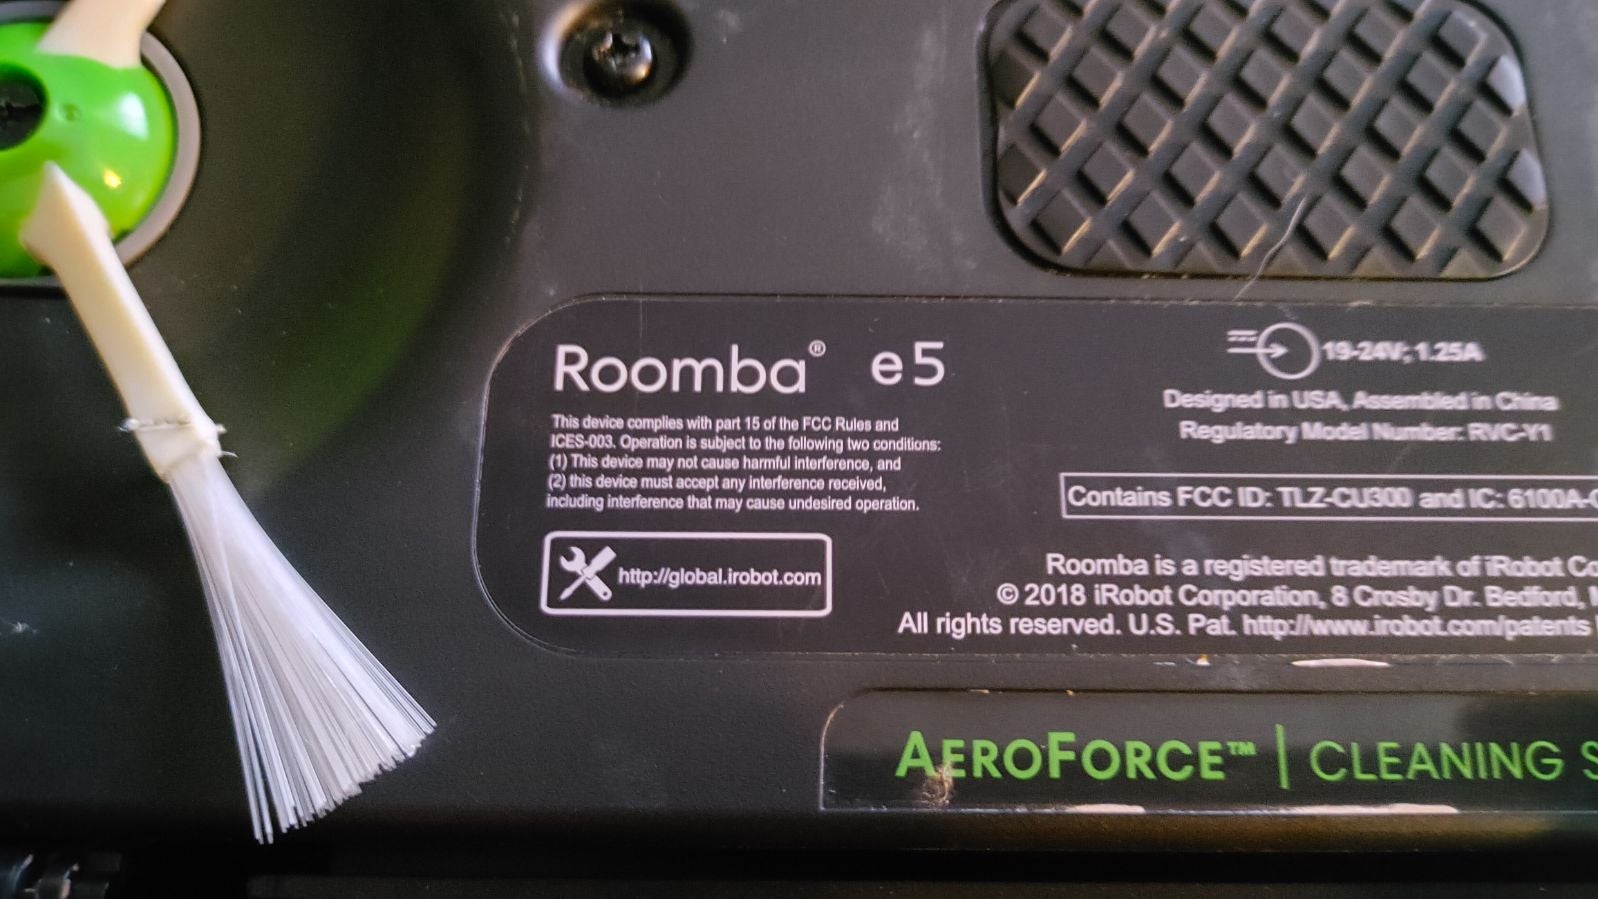 Roomba® e5
This device complies with part 15 of the FCC Rules and
ICES-003. Operation is subject to the following two conditions:
(1) This device may not cause harmful interference, and
(2) this device must accept any interference received,
including interference that may cause undesired operation.
http://global.irobot.com
19-24V; 1.25A
Designed in USA, Assembled in China
Regulatory Model Number: RVC-Y1
Contains FCC ID: TLZ-CU300 and IC: 6100A-
Roomba is a registered trademark of iRobot Co
© 2018 iRobot Corporation, 8 Crosby Dr. Bedford,
All rights reserved. U.S. Pat. http://www.irobot.com/patents
AEROFORCE™ | CLEANING S